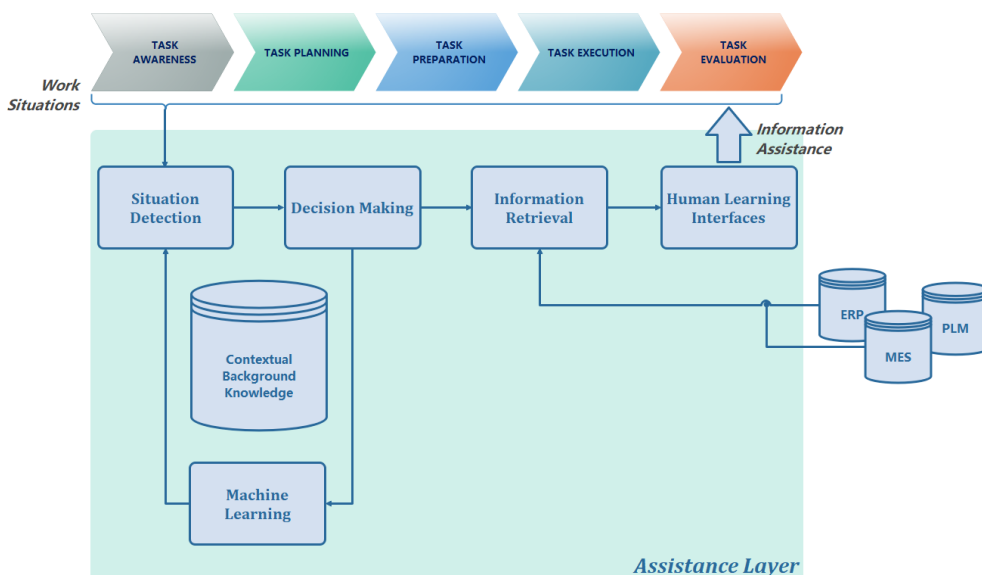 TASK
AWARENESS
TASK PLANNING
TASK
PREPARATION
TASK EXECUTION
TASK
EVALUATION
Work
Situations
Information
Assistance
Situation
Detection
Decision Making
Information
Retrieval
Human Learning
Interfaces
ERP
PLM
MES
Contextual
Background
Knowledge
Machine
Learning
Assistance Layer